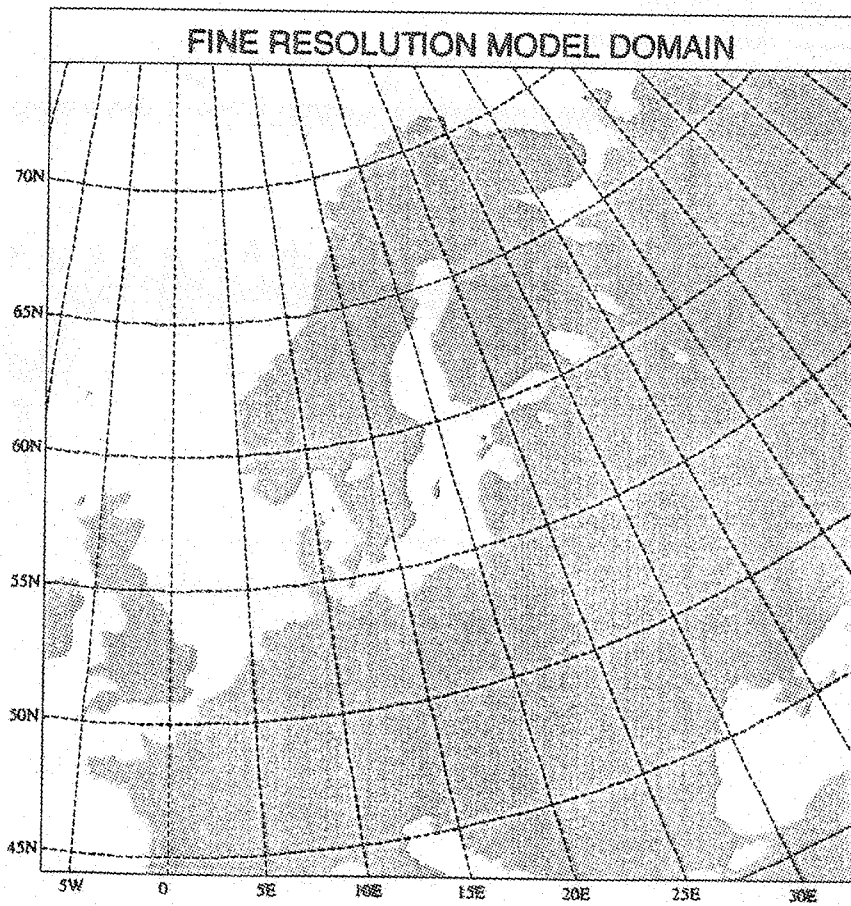 FINE RESOLUTION MODEL DOMAIN
70N
65N
60N
55N
50N
45N
5W 0 5E 10E 15E 20E 25E 30E